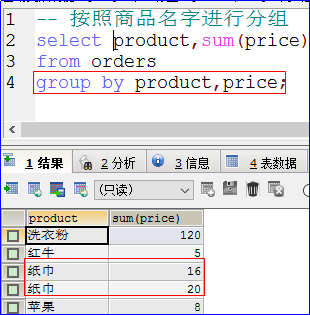 1 -- 按照商品名字进行分组
2 select product,sum(price)
3 from orders
4 group by product,price;
1 结果 2 分析 3 信息 4 表数据
(只读)
product sum(price)
洗衣粉 120
红牛 5
纸巾 16
纸巾 20
苹果 8